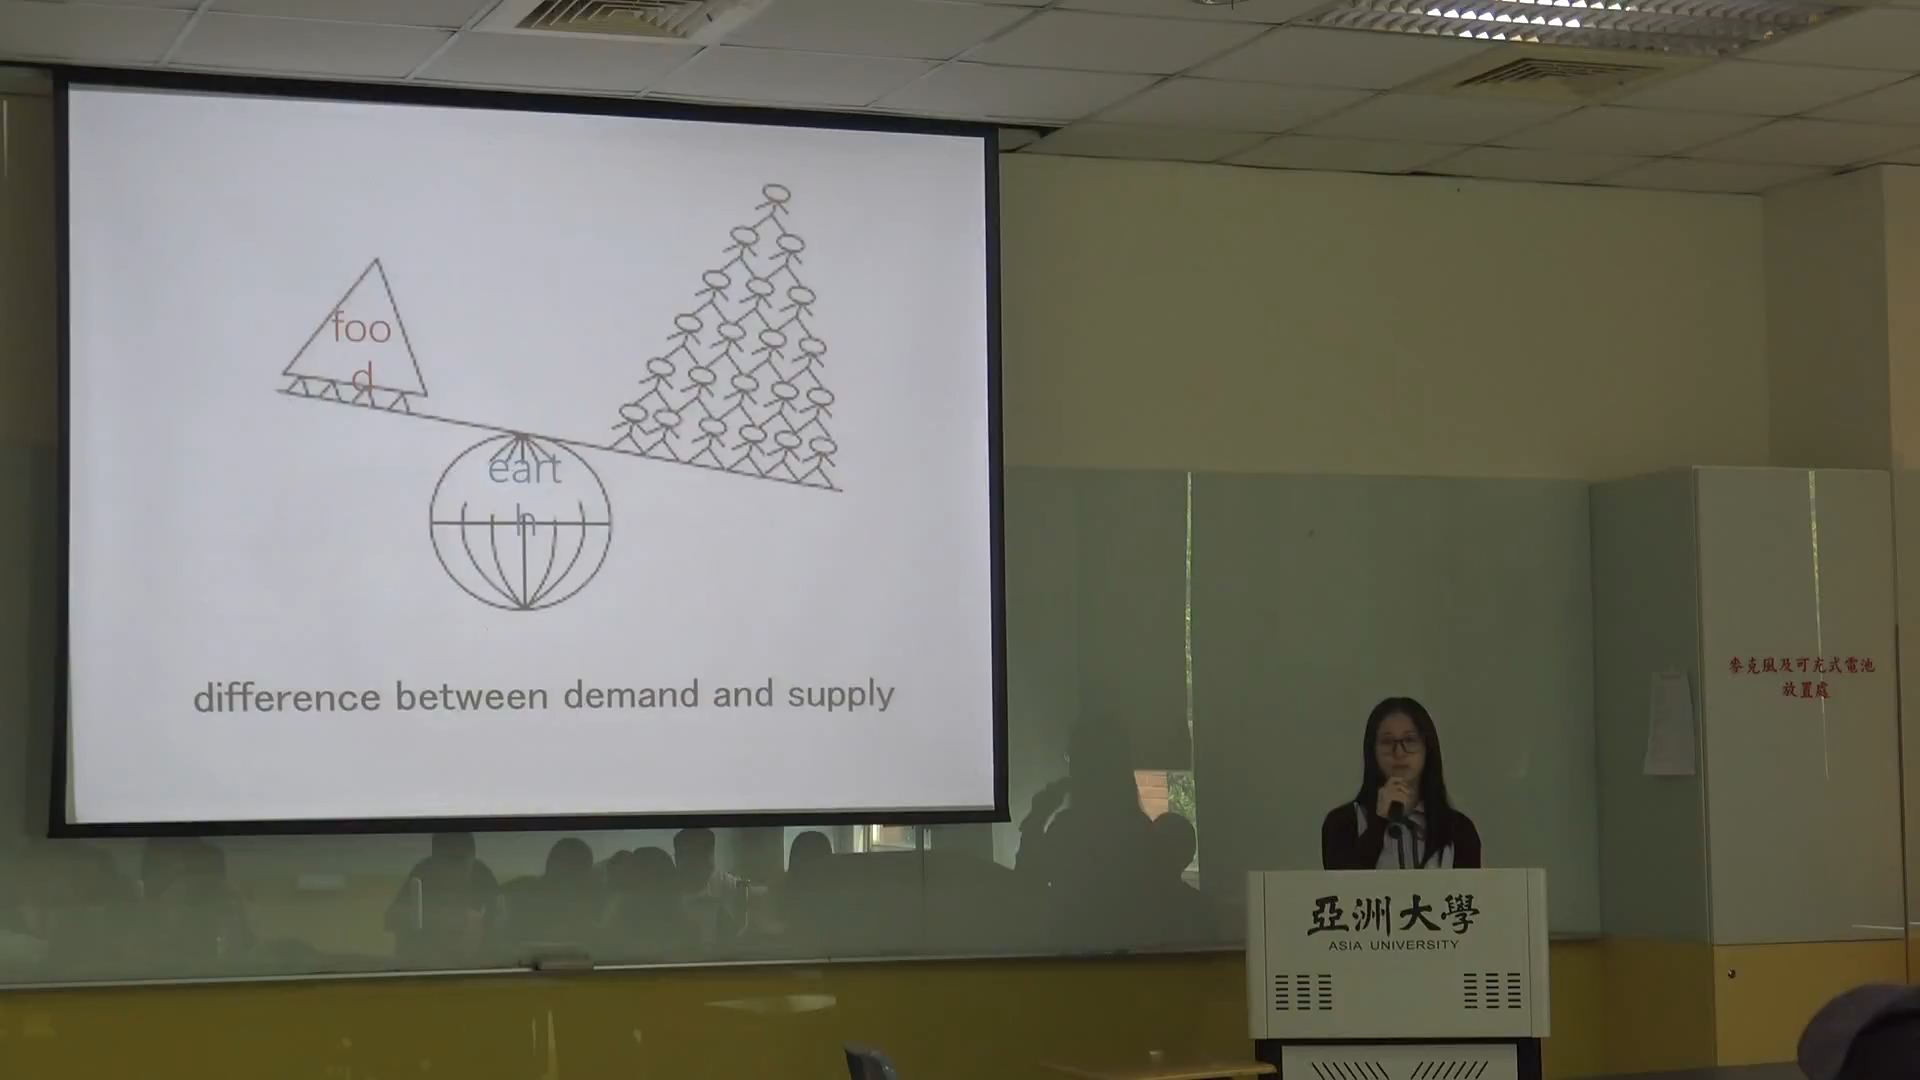 foo
d
eart
h
difference between demand and supply
麥克風及可充式電池
放置處
亞洲大學
ASIA UNIVERSITY